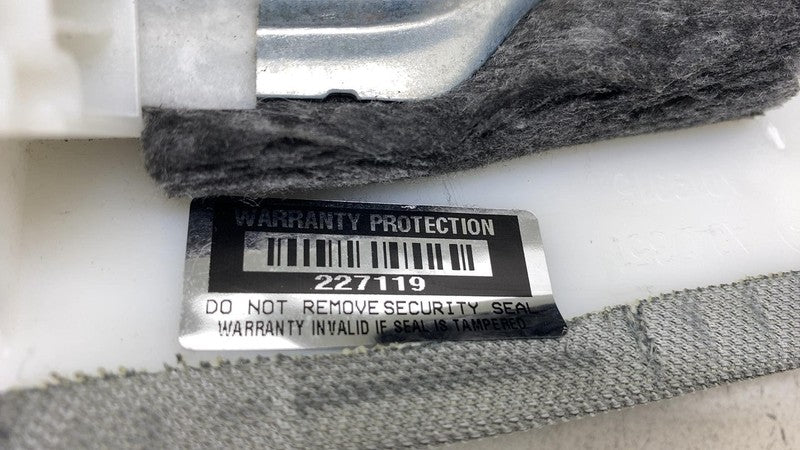 WARRANTY PROTECTION
227119
DO NOT REMOVE SECURITY SEAL
WARRANTY INVALID IF SEAL IS TAMPERED